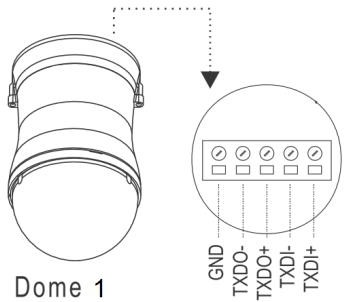 GND
TXDO-
TXDO+
TXDI-
TXDI+
Dome 1